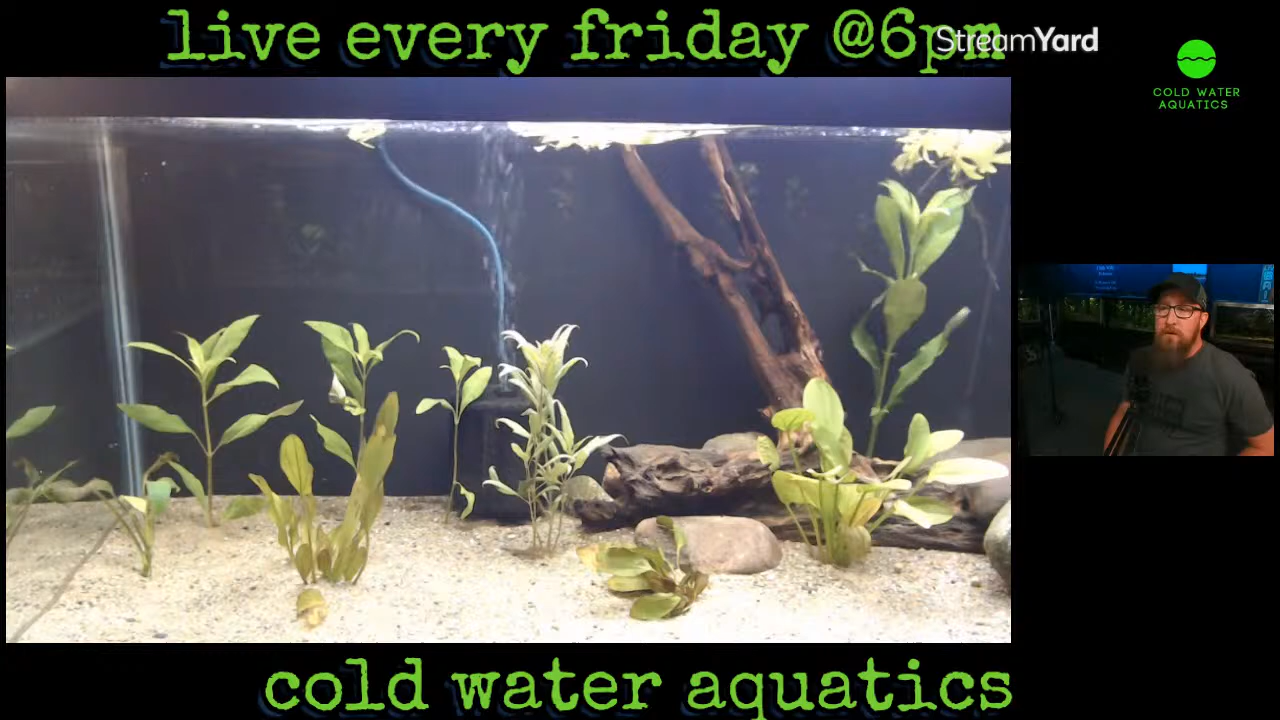 live every friday @6pm
StreamYard
COLD WATER
AQUATICS
cold water aquatics